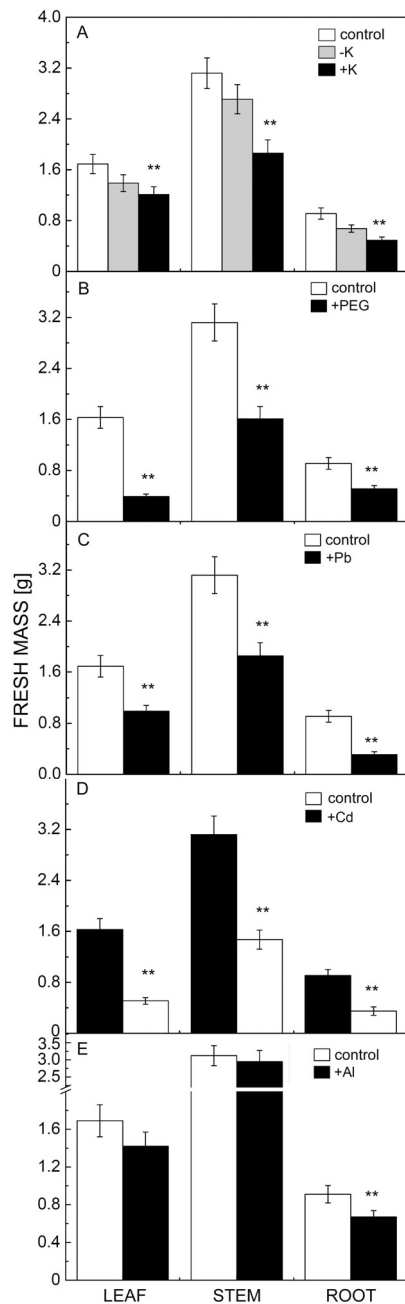 A
control
-K
+K
3.2
2.4
1.6
0.8
0
**
**
**
B
control
+PEG
3.2
2.4
1.6
0.8
0
**
**
**
C
control
+Pb
3.2
2.4
1.6
0.8
0.0
**
**
**
D
control
+Cd
3.2
2.4
1.6
0.8
0.0
**
**
**
E
control
+Al
3.0
2.5
1.6
1.2
0.8
0.4
0
**
FRESH MASS [g]
LEAF STEM ROOT